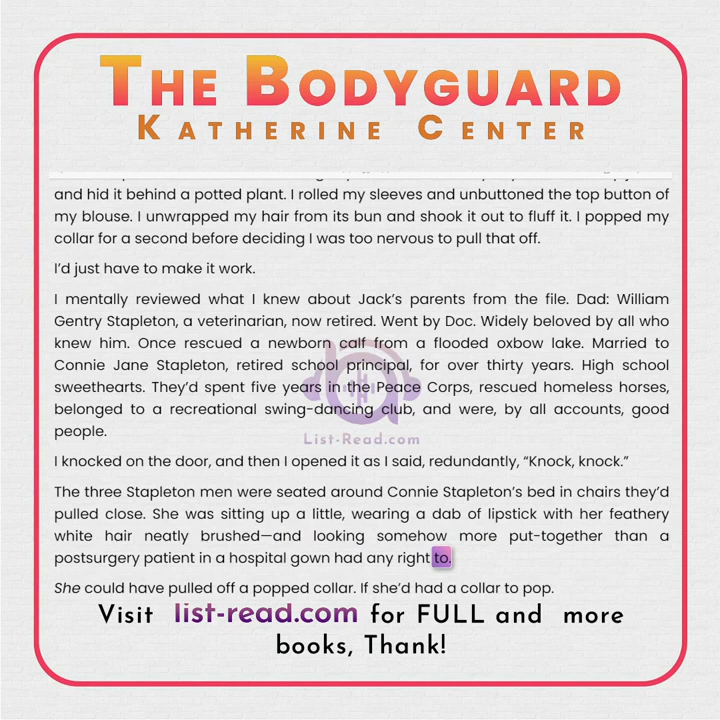 THE BODYGUARD
KATHERINE CENTER
and hid it behind a potted plant. I rolled my sleeves and unbuttoned the top button of
my blouse. I unwrapped my hair from its bun and shook it out to fluff it. I popped my
collar for a second before deciding I was too nervous to pull that off.
I’d just have to make it work.
I mentally reviewed what I knew about Jack’s parents from the file. Dad: William
Gentry Stapleton, a veterinarian, now retired. Went by Doc. Widely beloved by all who
knew him. Once rescued a newborn calf from a flooded oxbow lake. Married to
Connie Jane Stapleton, retired school principal, for over thirty years. High school
sweethearts. They’d spent five years in the Peace Corps, rescued homeless horses,
belonged to a recreational swing-dancing club, and were, by all accounts, good
people.
List-Read.com
I knocked on the door, and then I opened it as I said, redundantly, “Knock, knock.”
The three Stapleton men were seated around Connie Stapleton’s bed in chairs they’d
pulled close. She was sitting up a little, wearing a dab of lipstick with her feathery
white hair neatly brushed—and looking somehow more put-together than a
postsurgery patient in a hospital gown had any right to.
She could have pulled off a popped collar. If she’d had a collar to pop.
Visit list-read.com for FULL and more
books, Thank!